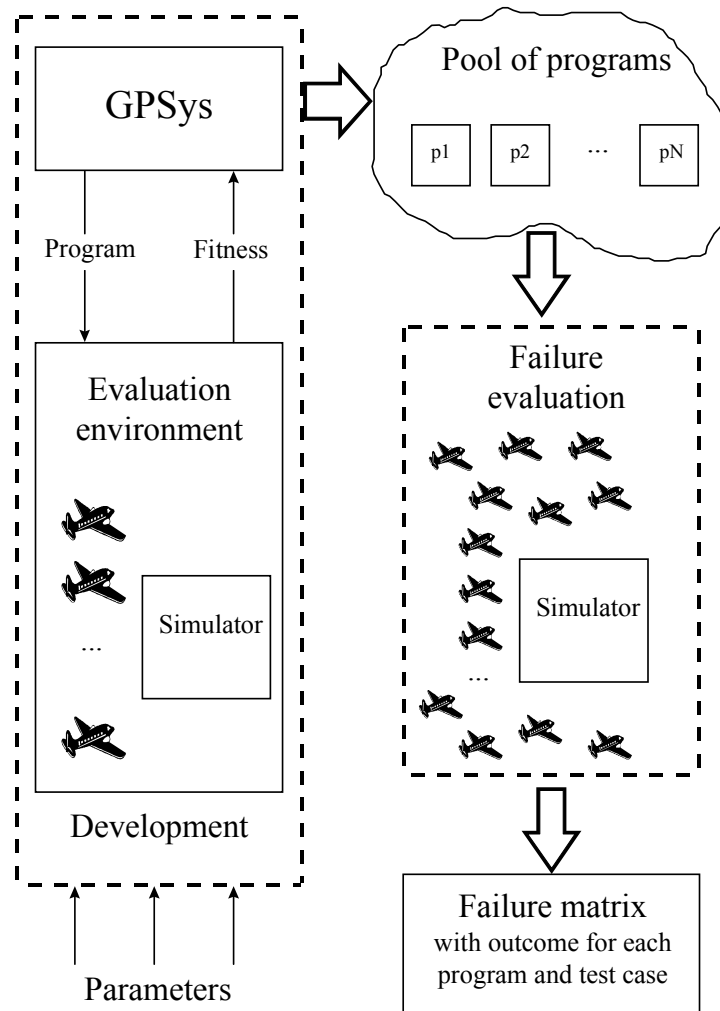 GPSys
Program
Fitness
Evaluation
environment
...
Simulator
Development
Parameters
Pool of programs
p1
p2
...
pN
Failure
evaluation
Simulator
...
Failure matrix
with outcome for each
program and test case